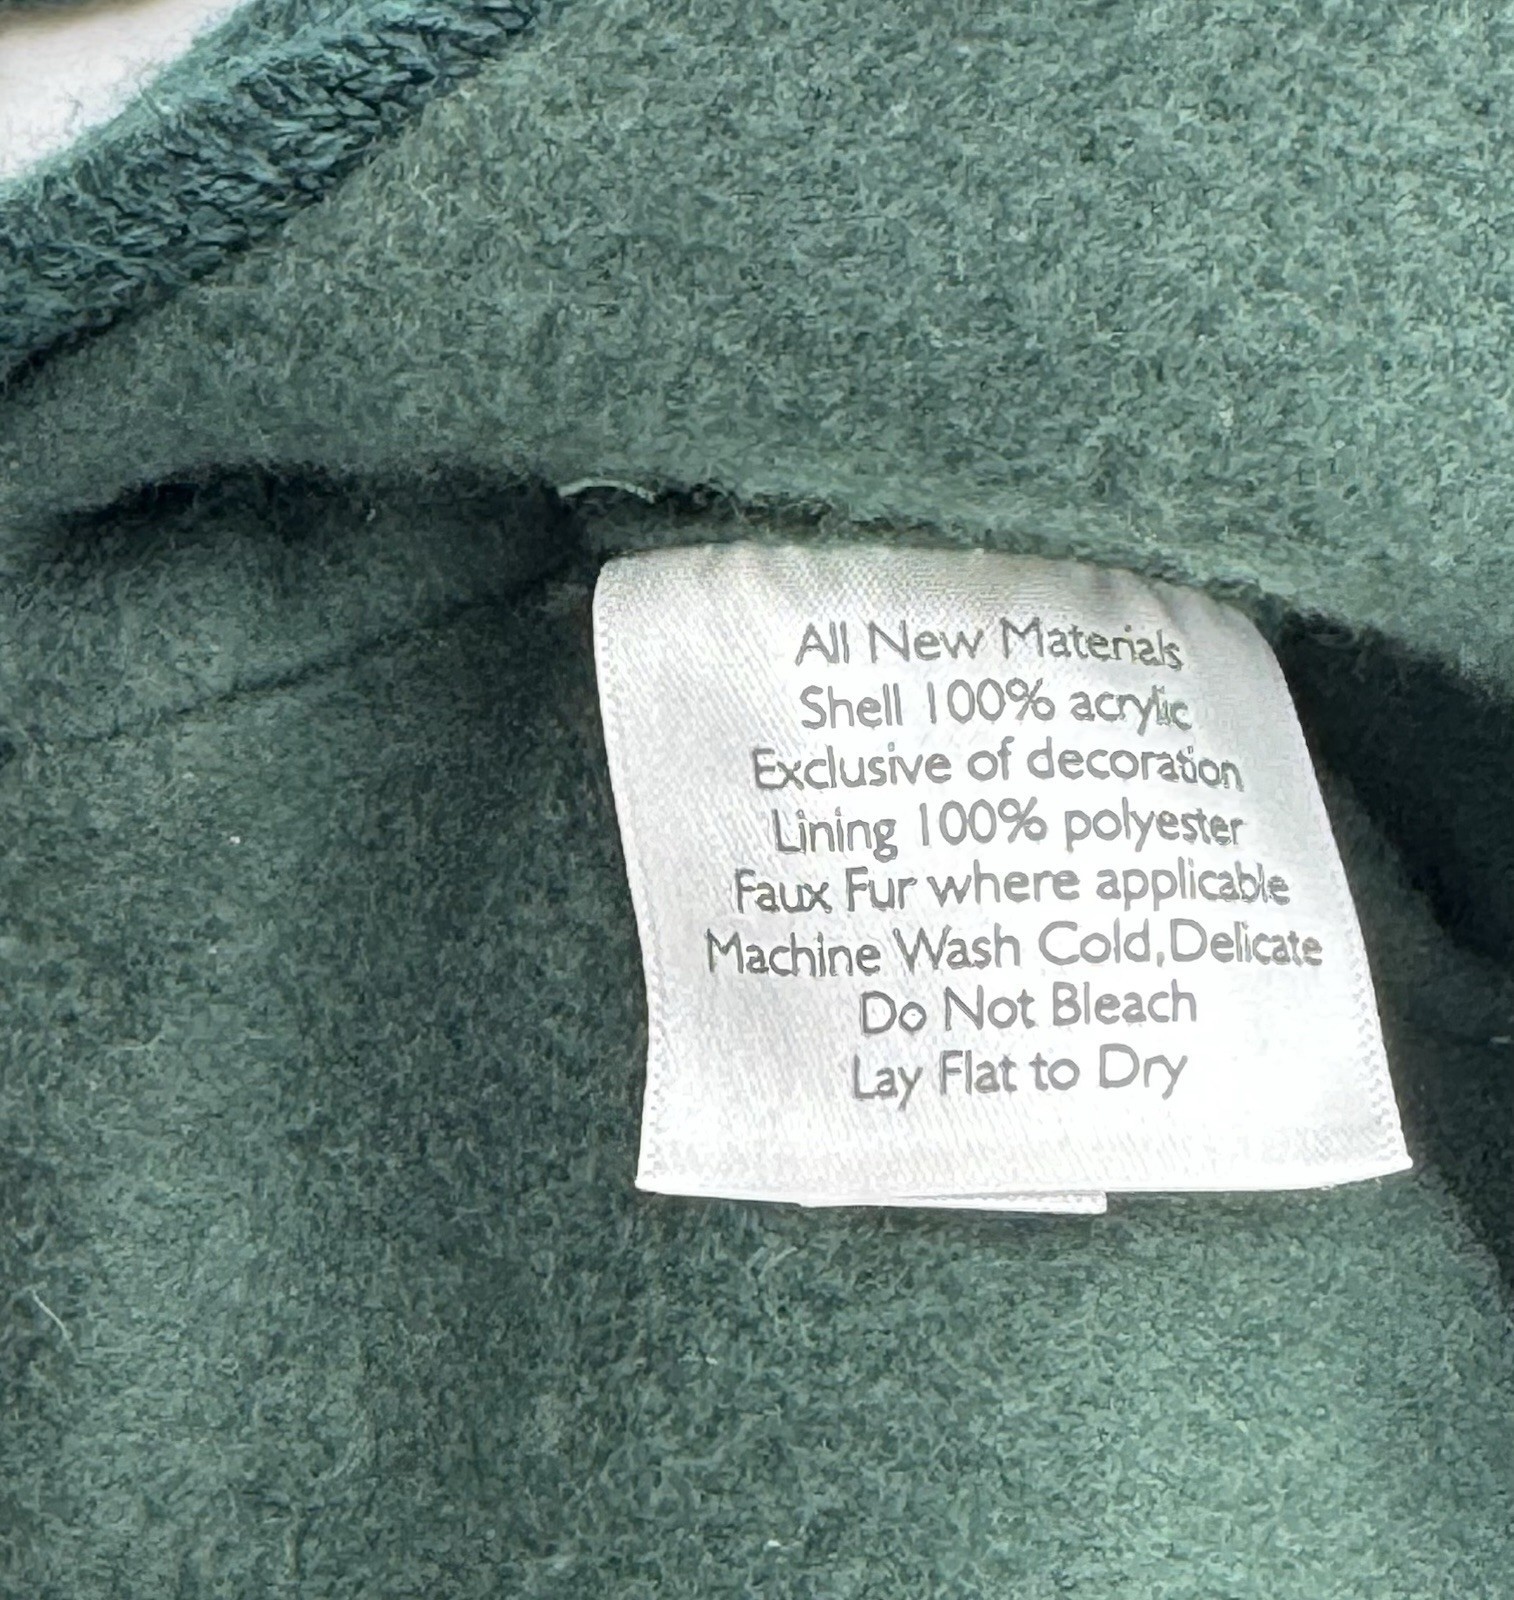 All New Materials
Shell 100% acrylic
Exclusive of decoration
Lining 100% polyester
Faux Fur where applicable
Machine Wash Cold,Delicate
Do Not Bleach
Lay Flat to Dry